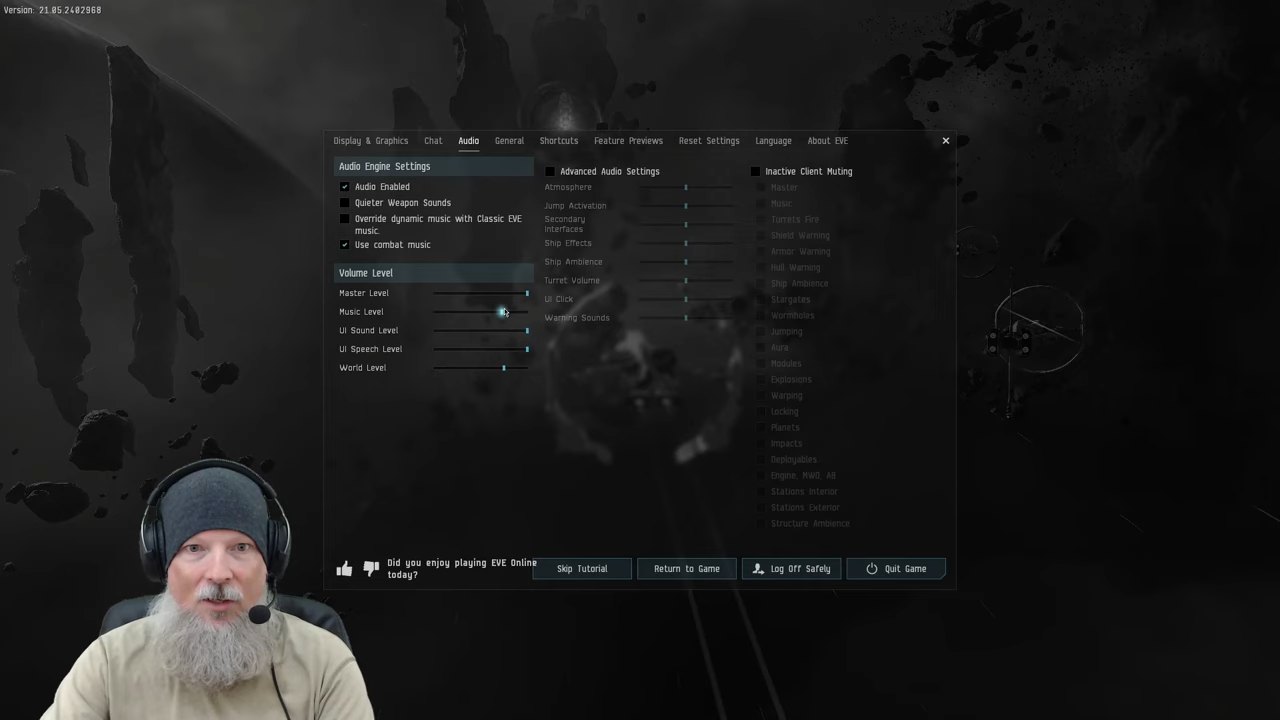 Version: 21.05.2402968
Display & Graphics
Chat
Audio
General
Shortcuts
Feature Previews
Reset Settings
Language
About EVE
Audio Engine Settings
Audio Enabled
Quieter Weapon Sounds
Override dynamic music with Classic EVE
music.
Use combat music
Volume Level
Master Level
Music Level
UI Sound Level
UI Speech Level
World Level
Advanced Audio Settings
Atmosphere
Jump Activation
Secondary
Interfaces
Ship Effects
Ship Ambience
Turret Volume
UI Click
Warning Sounds
Inactive Client Muting
Master
Music
Turrets Fire
Shield Warning
Armor Warning
Hull Warning
Ship Ambience
Stargates
Wormholes
Jumping
Aura
Modules
Explosions
Warping
Locking
Planets
Impacts
Deployables
Engine, MWD, AB
Stations Interior
Stations Exterior
Structure Ambience
Did you enjoy playing EVE Online
today?
Skip Tutorial
Return to Game
Log Off Safely
Quit Game